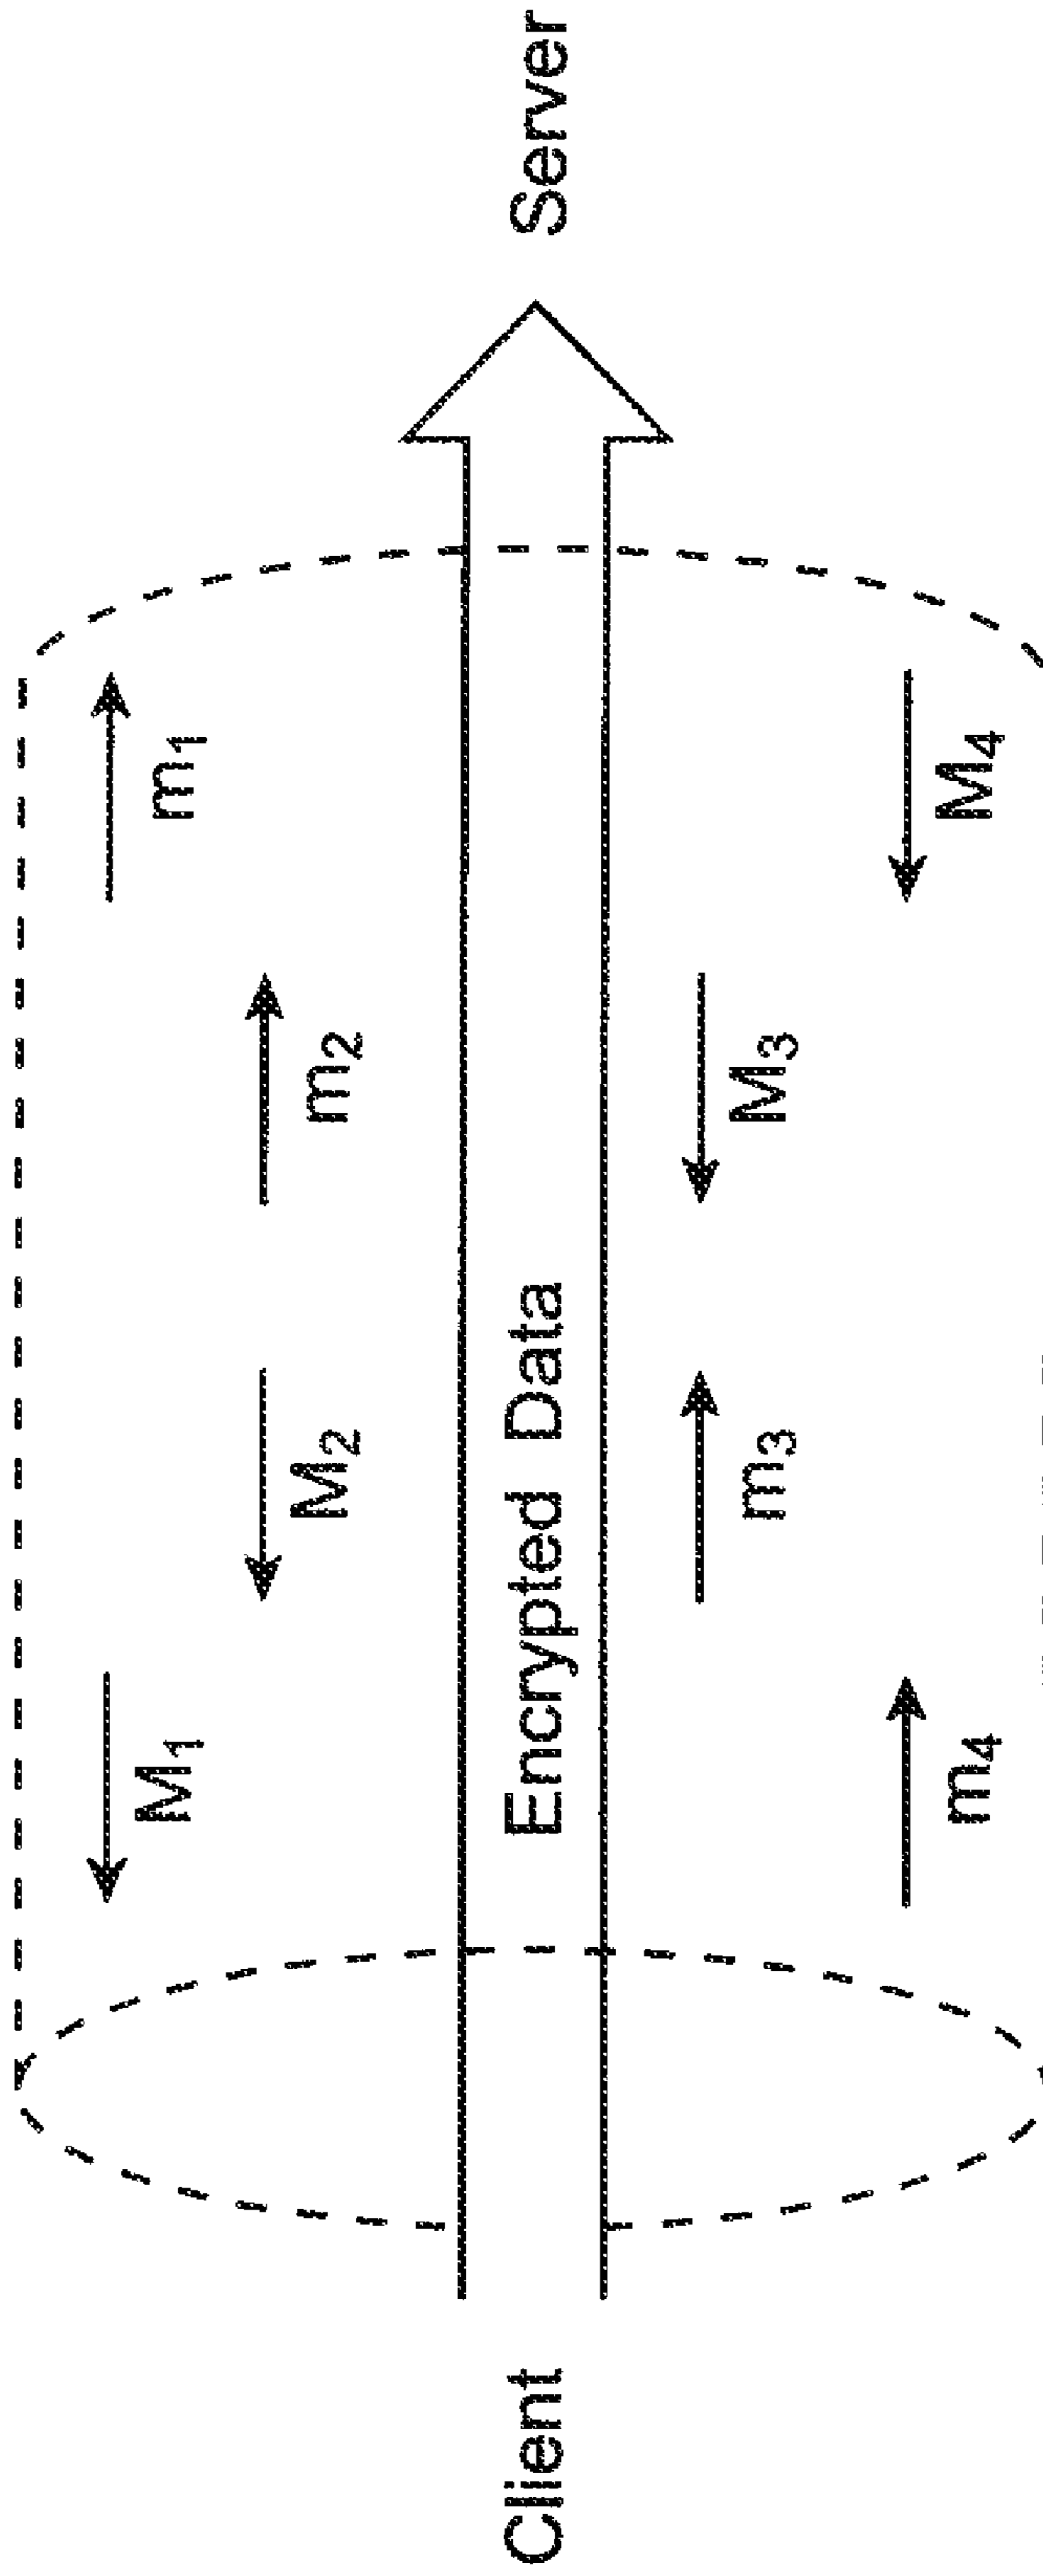 M₁ m₁
M₂ m₂
Client Encrypted Data Server
m₃ M₃
m₄ M₄